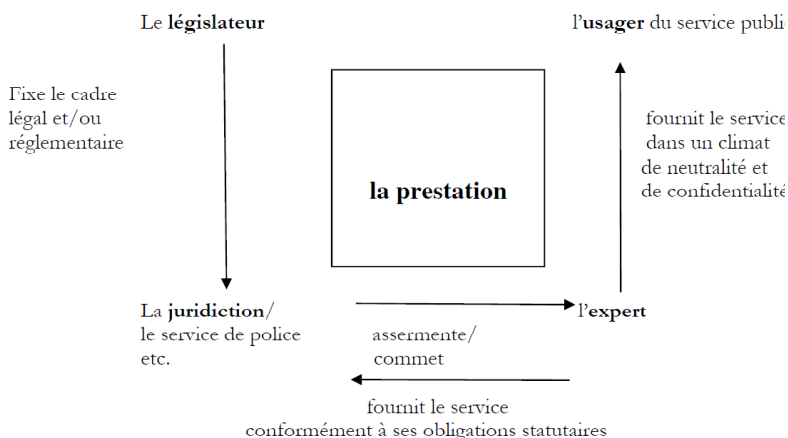 Le législateur
l'usager du service publi
Fixe le cadre
légal et/ou
réglementaire
fournit le service
dans un climat
de neutralité et
de confidentialité
la prestation
La juridiction/
le service de police
etc.
assermente/
commet
l'expert
fournit le service
conformément à ses obligations statutaires